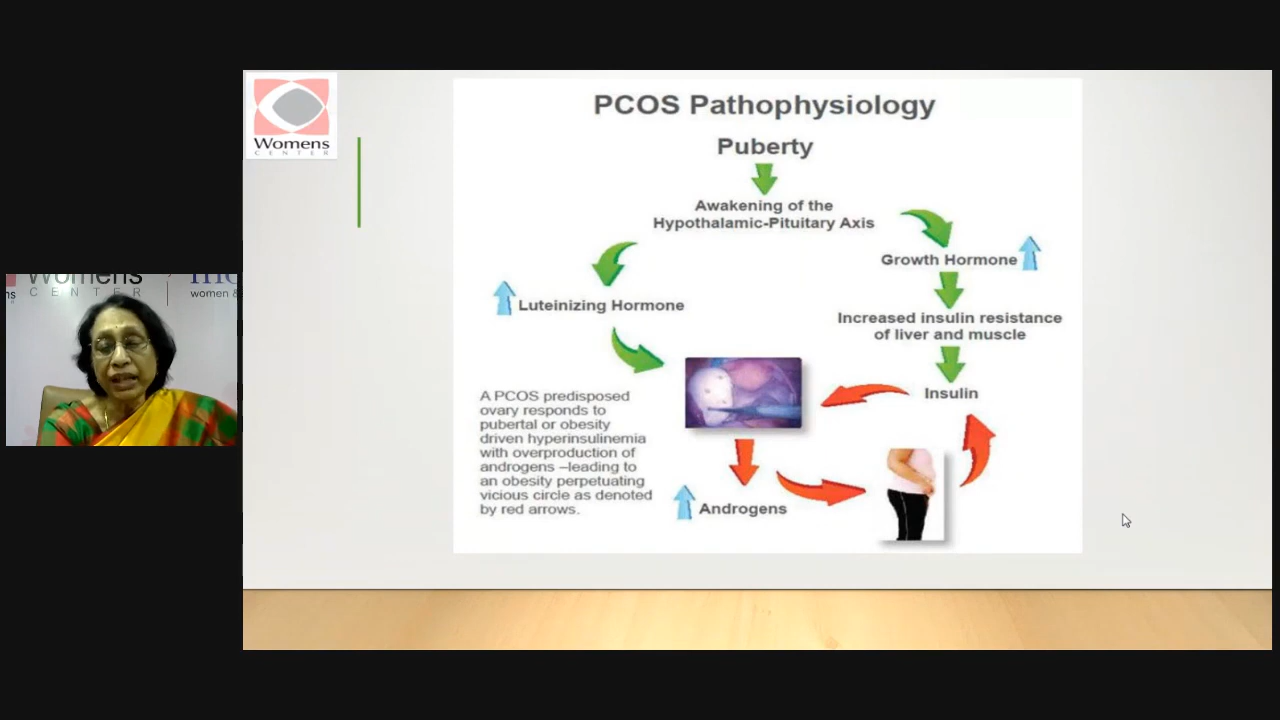 Womens
CENTER
PCOS Pathophysiology
Puberty
Awakening of the
Hypothalamic-Pituitary Axis
Growth Hormone
Luteinizing Hormone
Increased insulin resistance
of liver and muscle
Insulin
A PCOS predisposed
ovary responds to
pubertal or obesity
driven hyperinsulinemia
with overproduction of
androgens –leading to
an obesity perpetuating
vicious circle as denoted
by red arrows.
Androgens
Womens
CENTER
women &